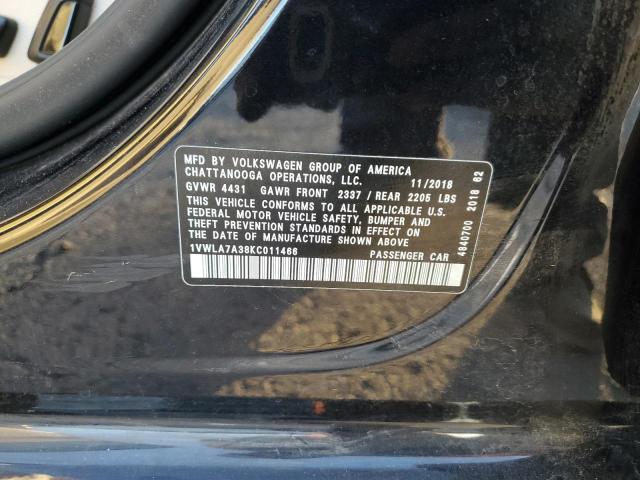 MFD BY VOLKSWAGEN GROUP OF AMERICA
CHATTANOOGA OPERATIONS, LLC. 11/2018
GVWR 4431 GAWR FRONT 2337 / REAR 2205 LBS
THIS VEHICLE CONFORMS TO ALL APPLICABLE U.S.
FEDERAL MOTOR VEHICLE SAFETY, BUMPER AND
THEFT PREVENTION STANDARDS IN EFFECT ON
THE DATE OF MANUFACTURE SHOWN ABOVE.
1VWLA7A38KC011466 PASSENGER CAR
4840700 2018 62